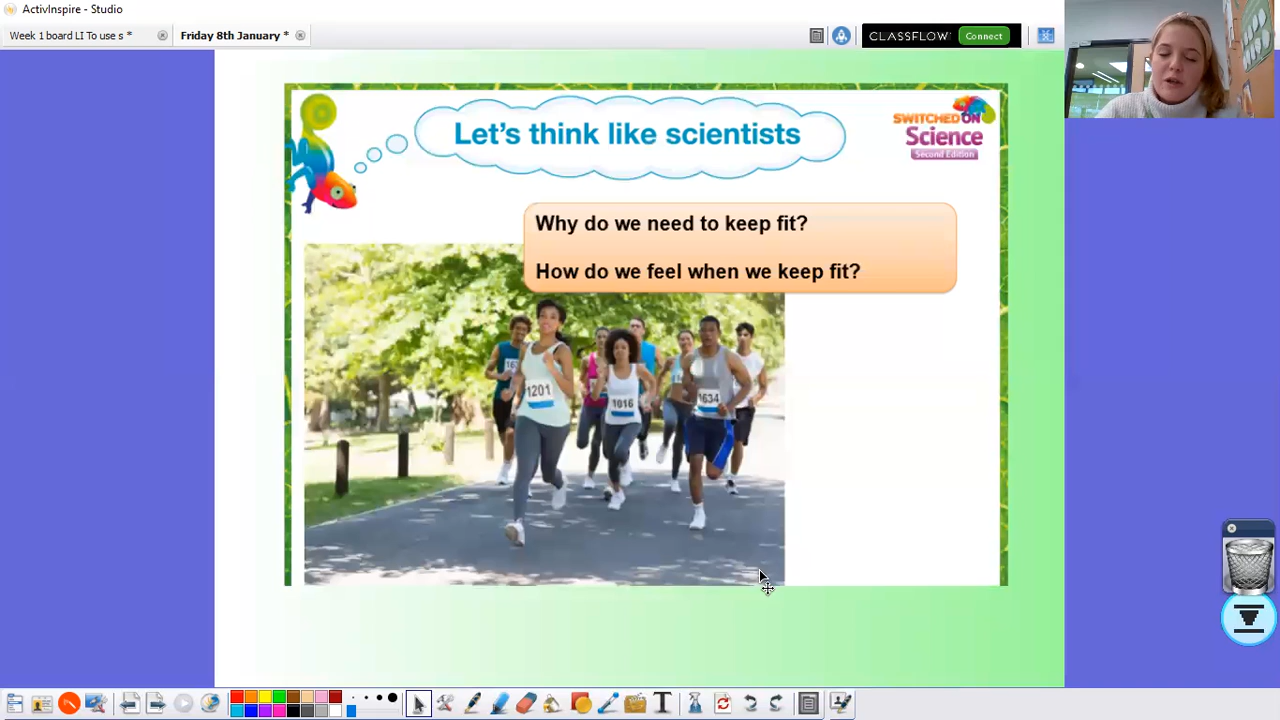 ActivInspire - Studio
Week 1 board LI To use s *
Friday 8th January *
CLASSFLOW
Connect
Let's think like scientists
SWITCHED ON
Science
Second Edition
Why do we need to keep fit?
How do we feel when we keep fit?
1201
1016
1634
T